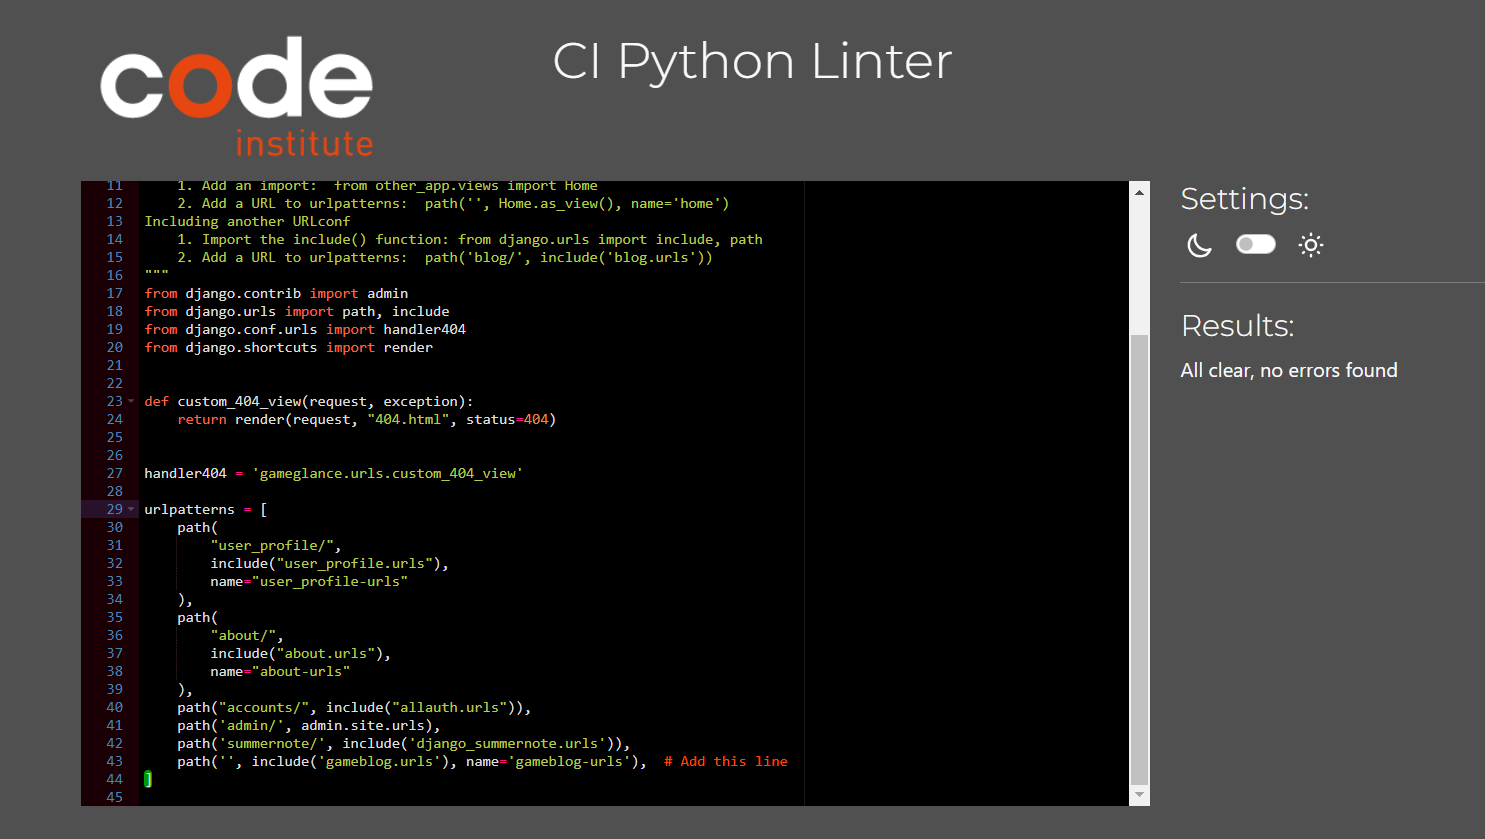 code
institute
CI Python Linter
11     1. Add an import:  from other_app.views import Home
12     2. Add a URL to urlpatterns:  path('', Home.as_view(), name='home')
13 Including another URLconf
14     1. Import the include() function: from django.urls import include, path
15     2. Add a URL to urlpatterns:  path('blog/', include('blog.urls'))
16 """
17 from django.contrib import admin
18 from django.urls import path, include
19 from django.conf.urls import handler404
20 from django.shortcuts import render
21
22
23 def custom_404_view(request, exception):
24     return render(request, "404.html", status=404)
25
26
27 handler404 = 'gameglance.urls.custom_404_view'
28
29 urlpatterns = [
30     path(
31         "user_profile/",
32         include("user_profile.urls"),
33         name="user_profile-urls"
34     ),
35     path(
36         "about/",
37         include("about.urls"),
38         name="about-urls"
39     ),
40     path("accounts/", include("allauth.urls")),
41     path('admin/', admin.site.urls),
42     path('summernote/', include('django_summernote.urls')),
43     path('', include('gameblog.urls'), name='gameblog-urls'),  # Add this line
44 ]
45
Settings:
Results:
All clear, no errors found